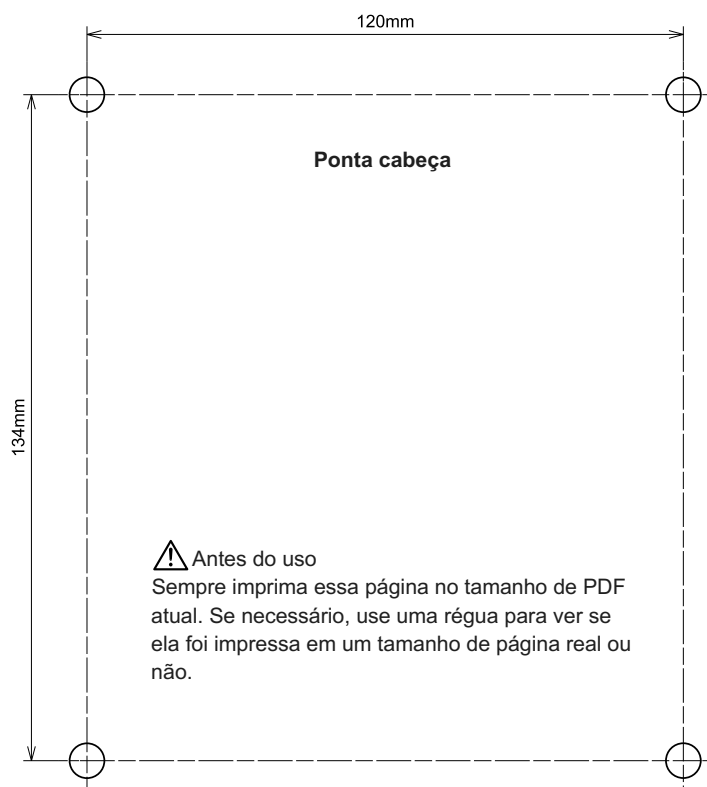 120mm
Ponta cabeça
134mm
Antes do uso
Sempre imprima essa página no tamanho de PDF
atual. Se necessário, use uma régua para ver se
ela foi impressa em um tamanho de página real ou
não.